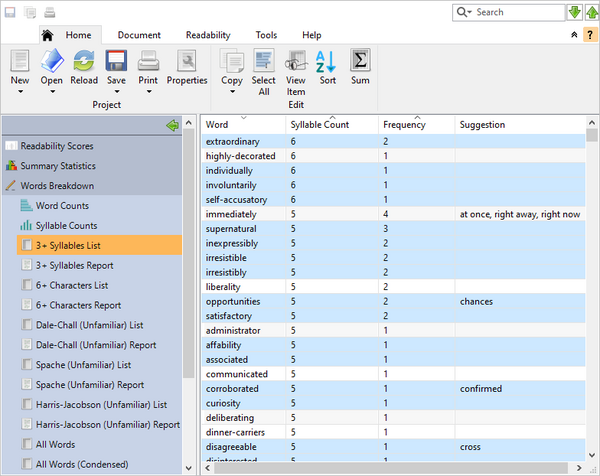 Search
Home Document Readability Tools Help
?
New Open Reload Save Print Properties Copy Select All View Item Sort Sum
Project Edit
Readability Scores
Summary Statistics
Words Breakdown
Word Counts
Syllable Counts
3+ Syllables List
3+ Syllables Report
6+ Characters List
6+ Characters Report
Dale-Chall (Unfamiliar) List
Dale-Chall (Unfamiliar) Report
Spache (Unfamiliar) List
Spache (Unfamiliar) Report
Harris-Jacobson (Unfamiliar) List
Harris-Jacobson (Unfamiliar) Report
All Words
All Words (Condensed)
Word Syllable Count Frequency Suggestion
extraordinary 6 2
highly-decorated 6 1
individually 6 1
involuntarily 6 1
self-accusatory 6 1
immediately 5 4 at once, right away, right now
supernatural 5 3
inexpressibly 5 2
irresistible 5 2
irresistibly 5 2
liberality 5 2
opportunities 5 2 chances
satisfactory 5 2
administrator 5 1
affability 5 1
associated 5 1
communicated 5 1
corroborated 5 1 confirmed
curiosity 5 1
deliberating 5 1
dinner-carriers 5 1
disagreeable 5 1 cross
disinterested 5 1